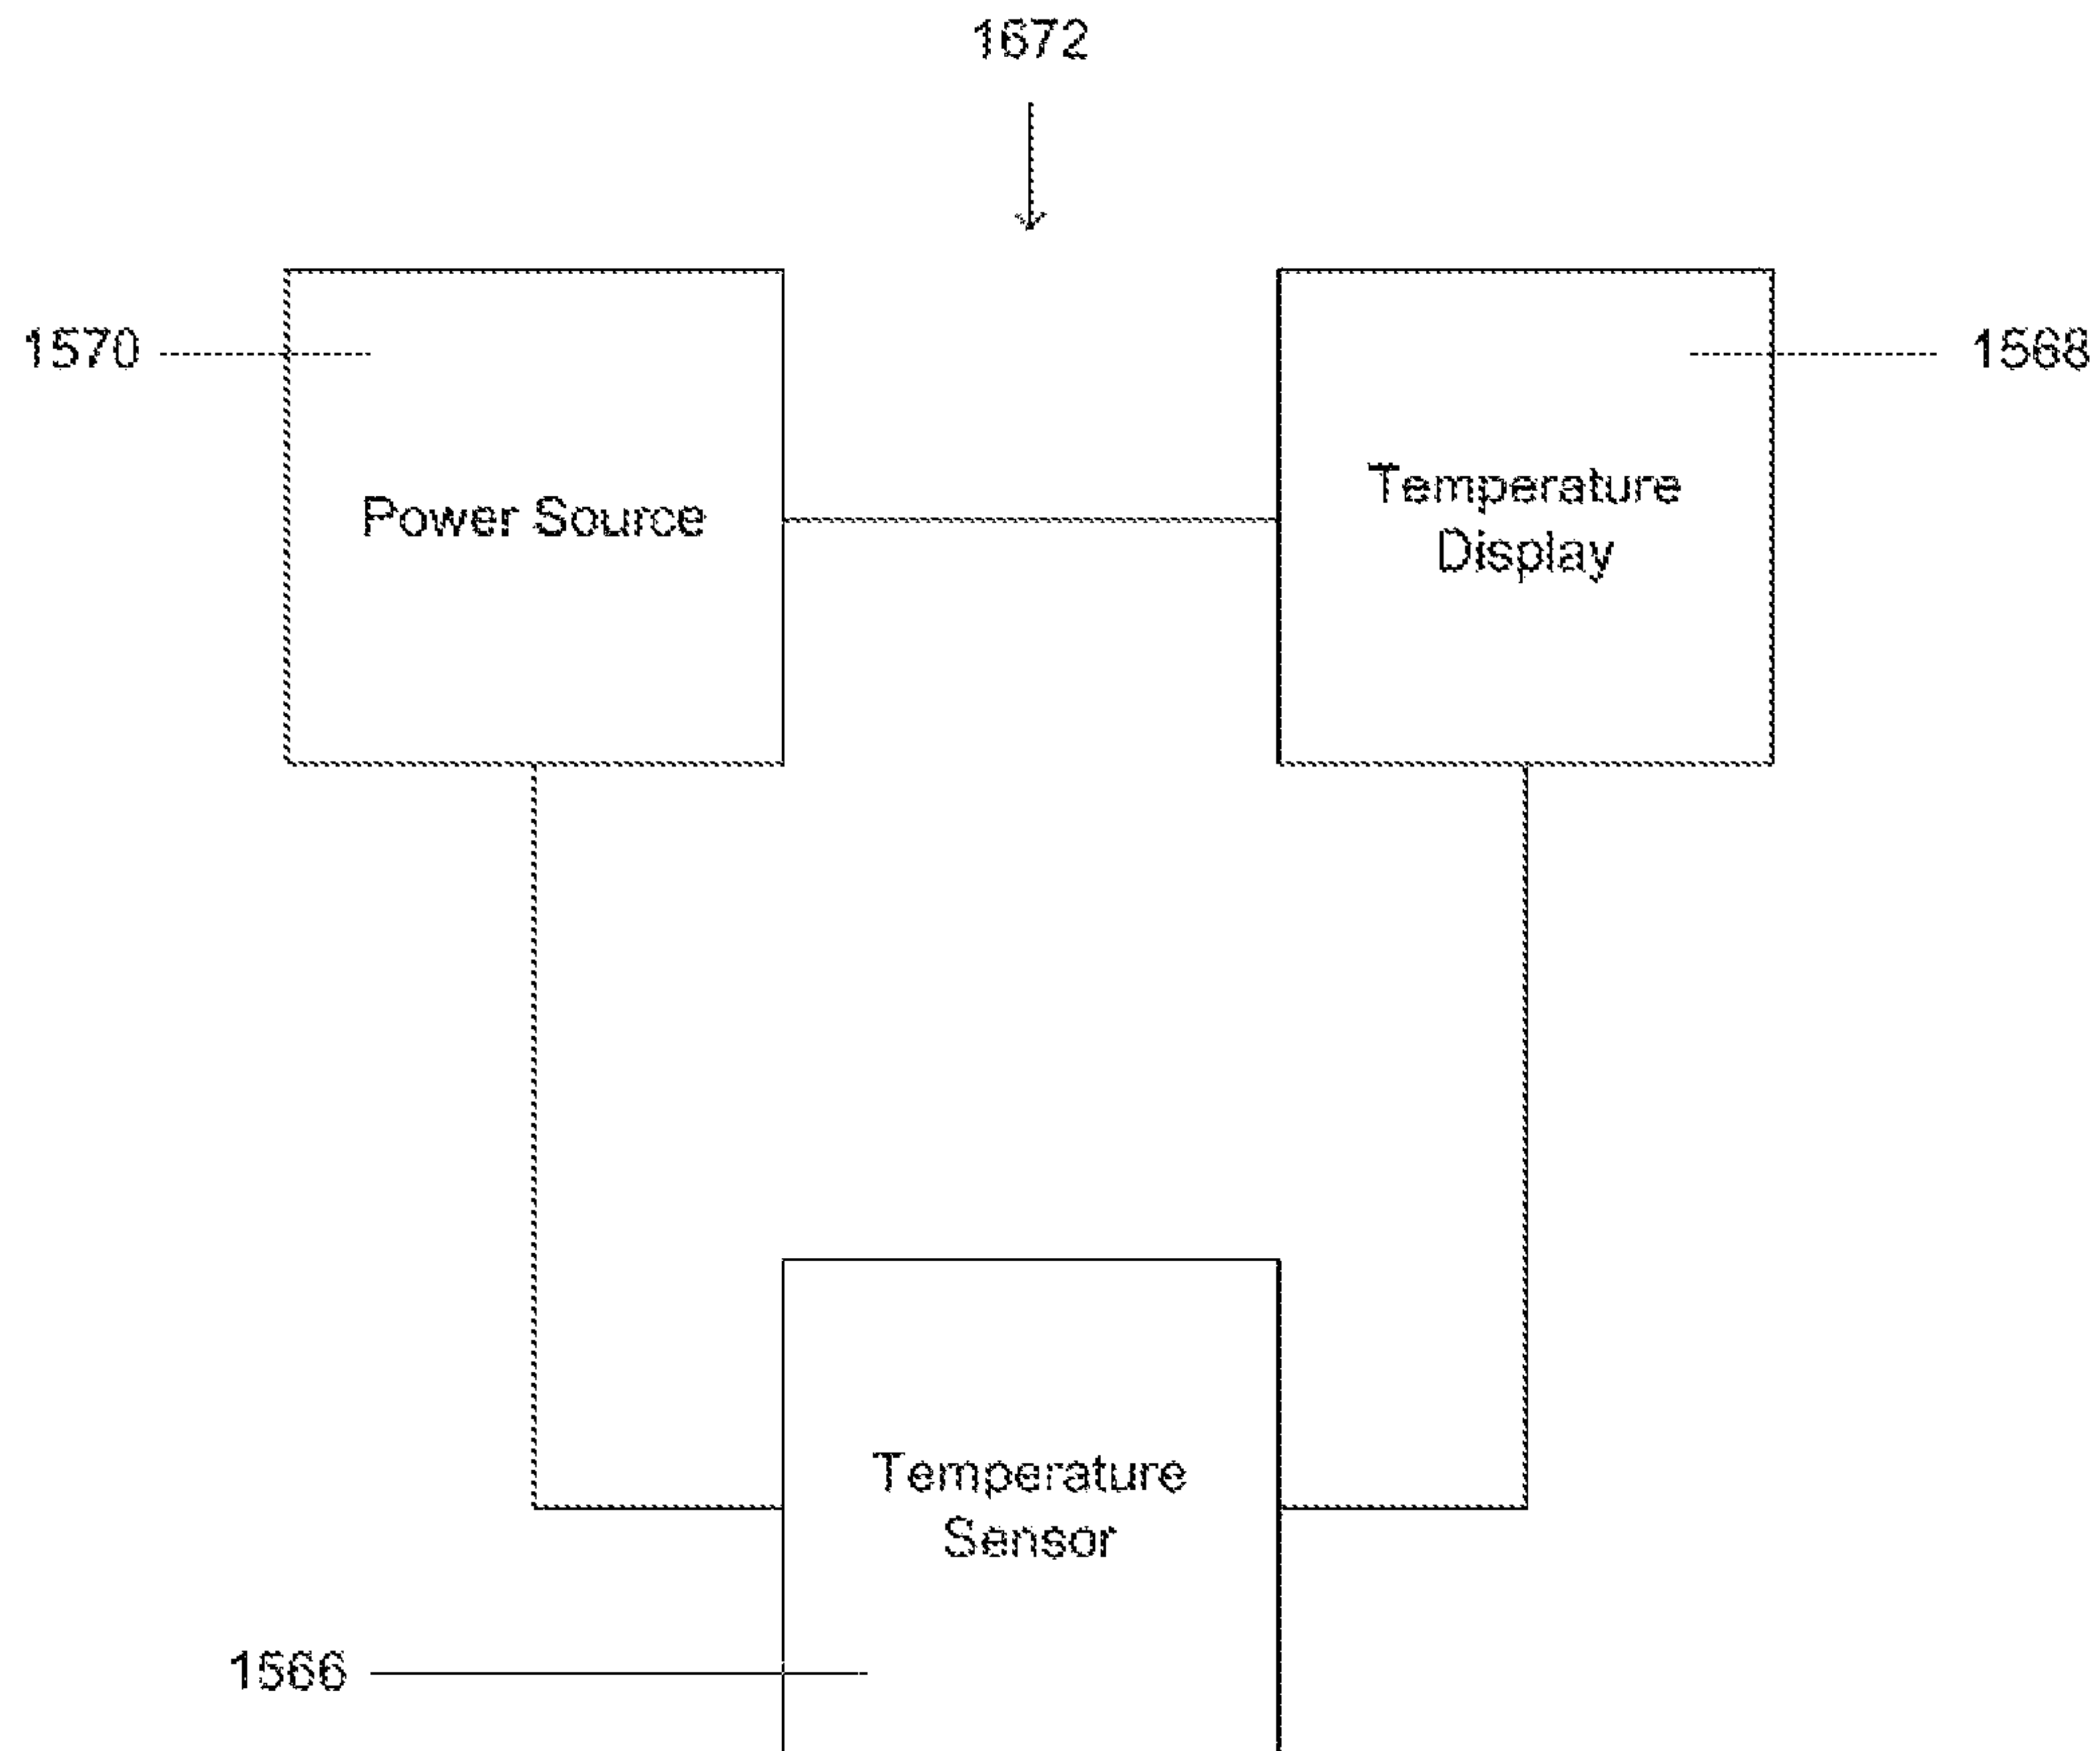 1672
1570
1568
Power Source
Temperature
Display
Temperature
Sensor
1566